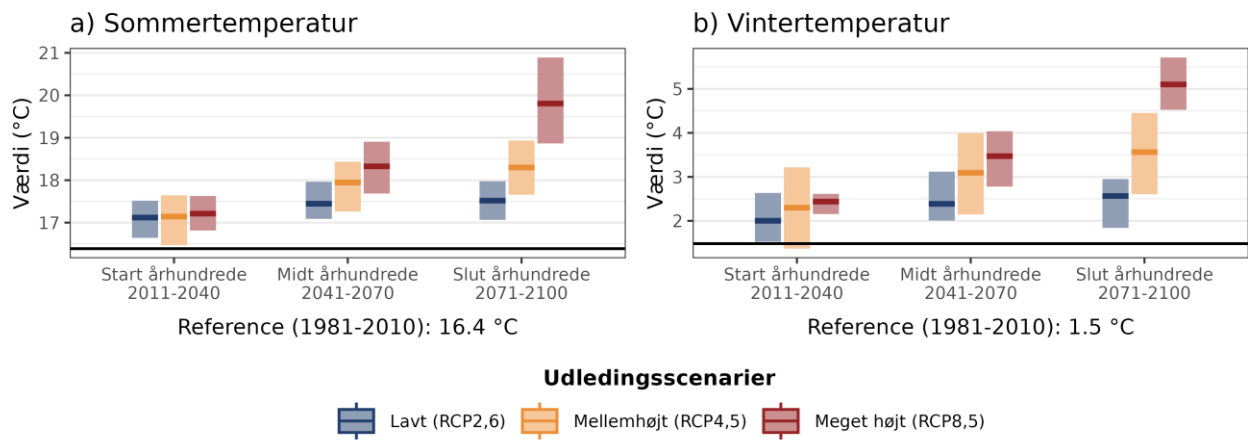 a) Sommertemperatur
Værdi (°C)
21
20
19
18
17
Start århundrede
2011-2040
Midt århundrede
2041-2070
Slut århundrede
2071-2100
Reference (1981-2010): 16.4 °C
b) Vintertemperatur
Værdi (°C)
5
4
3
2
Start århundrede
2011-2040
Midt århundrede
2041-2070
Slut århundrede
2071-2100
Reference (1981-2010): 1.5 °C
Udledingsscenarier
Lavt (RCP2,6)
Mellemhøjt (RCP4,5)
Meget højt (RCP8,5)